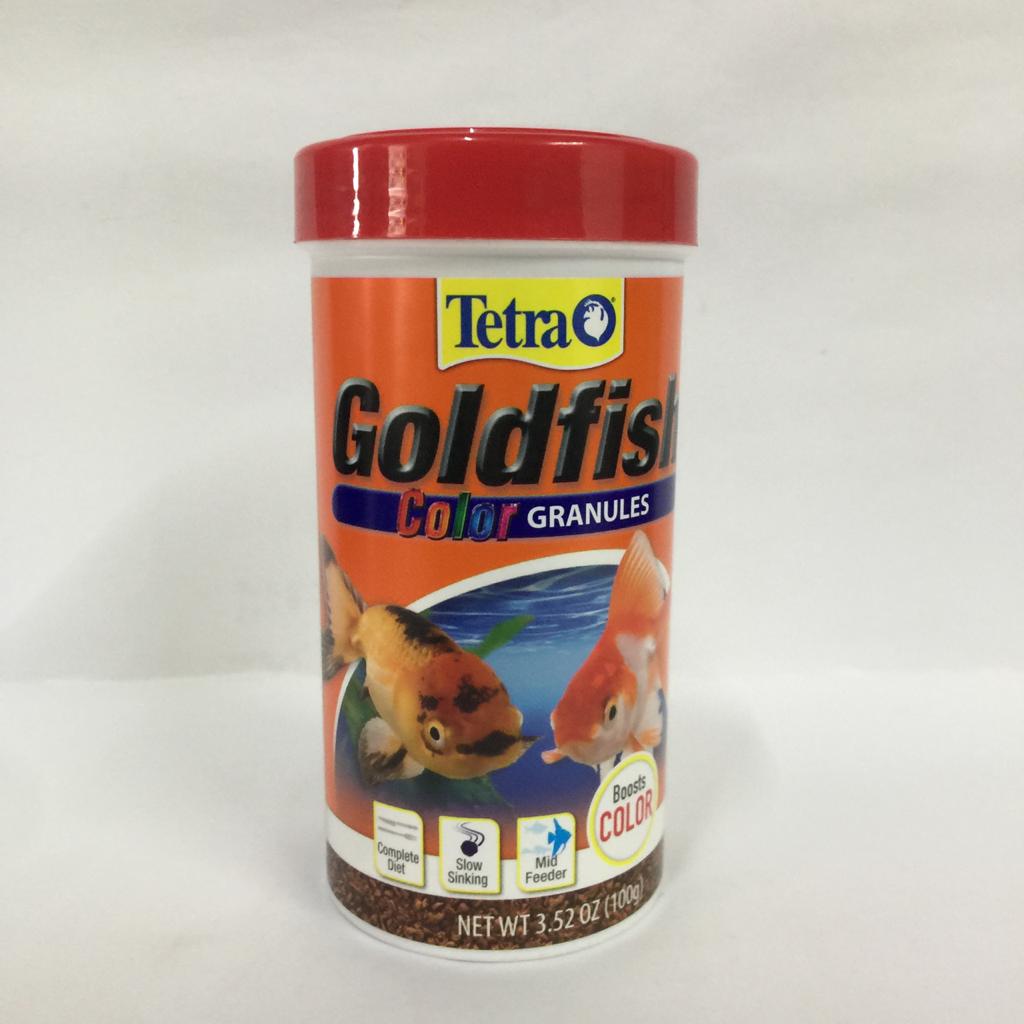 Tetra
Goldfish
Color GRANULES
Boosts
COLOR
Complete
Diet
Slow
Sinking
Mid
Feeder
NET WT 3.52 OZ (100g)